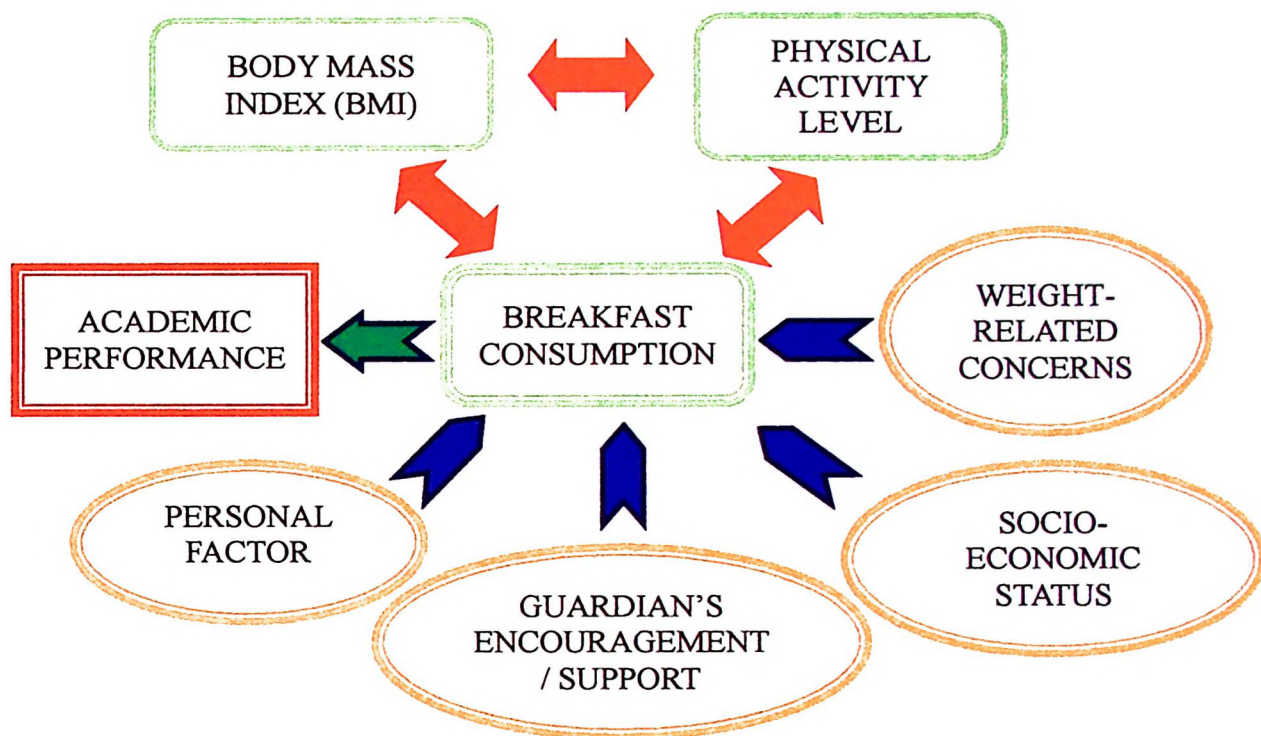 BODY MASS
INDEX (BMI)
PHYSICAL
ACTIVITY
LEVEL
ACADEMIC
PERFORMANCE
BREAKFAST
CONSUMPTION
WEIGHT-
RELATED
CONCERNS
PERSONAL
FACTOR
GUARDIAN’S
ENCOURAGEMENT
/ SUPPORT
SOCIO-
ECONOMIC
STATUS